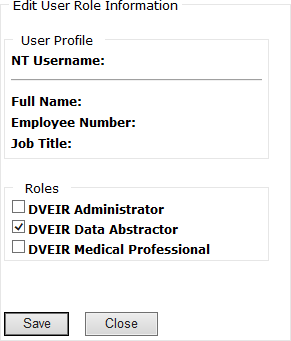 Edit User Role Information
User Profile
NT Username:
Full Name:
Employee Number:
Job Title:
Roles
DVEIR Administrator
DVEIR Data Abstractor
DVEIR Medical Professional
Save Close